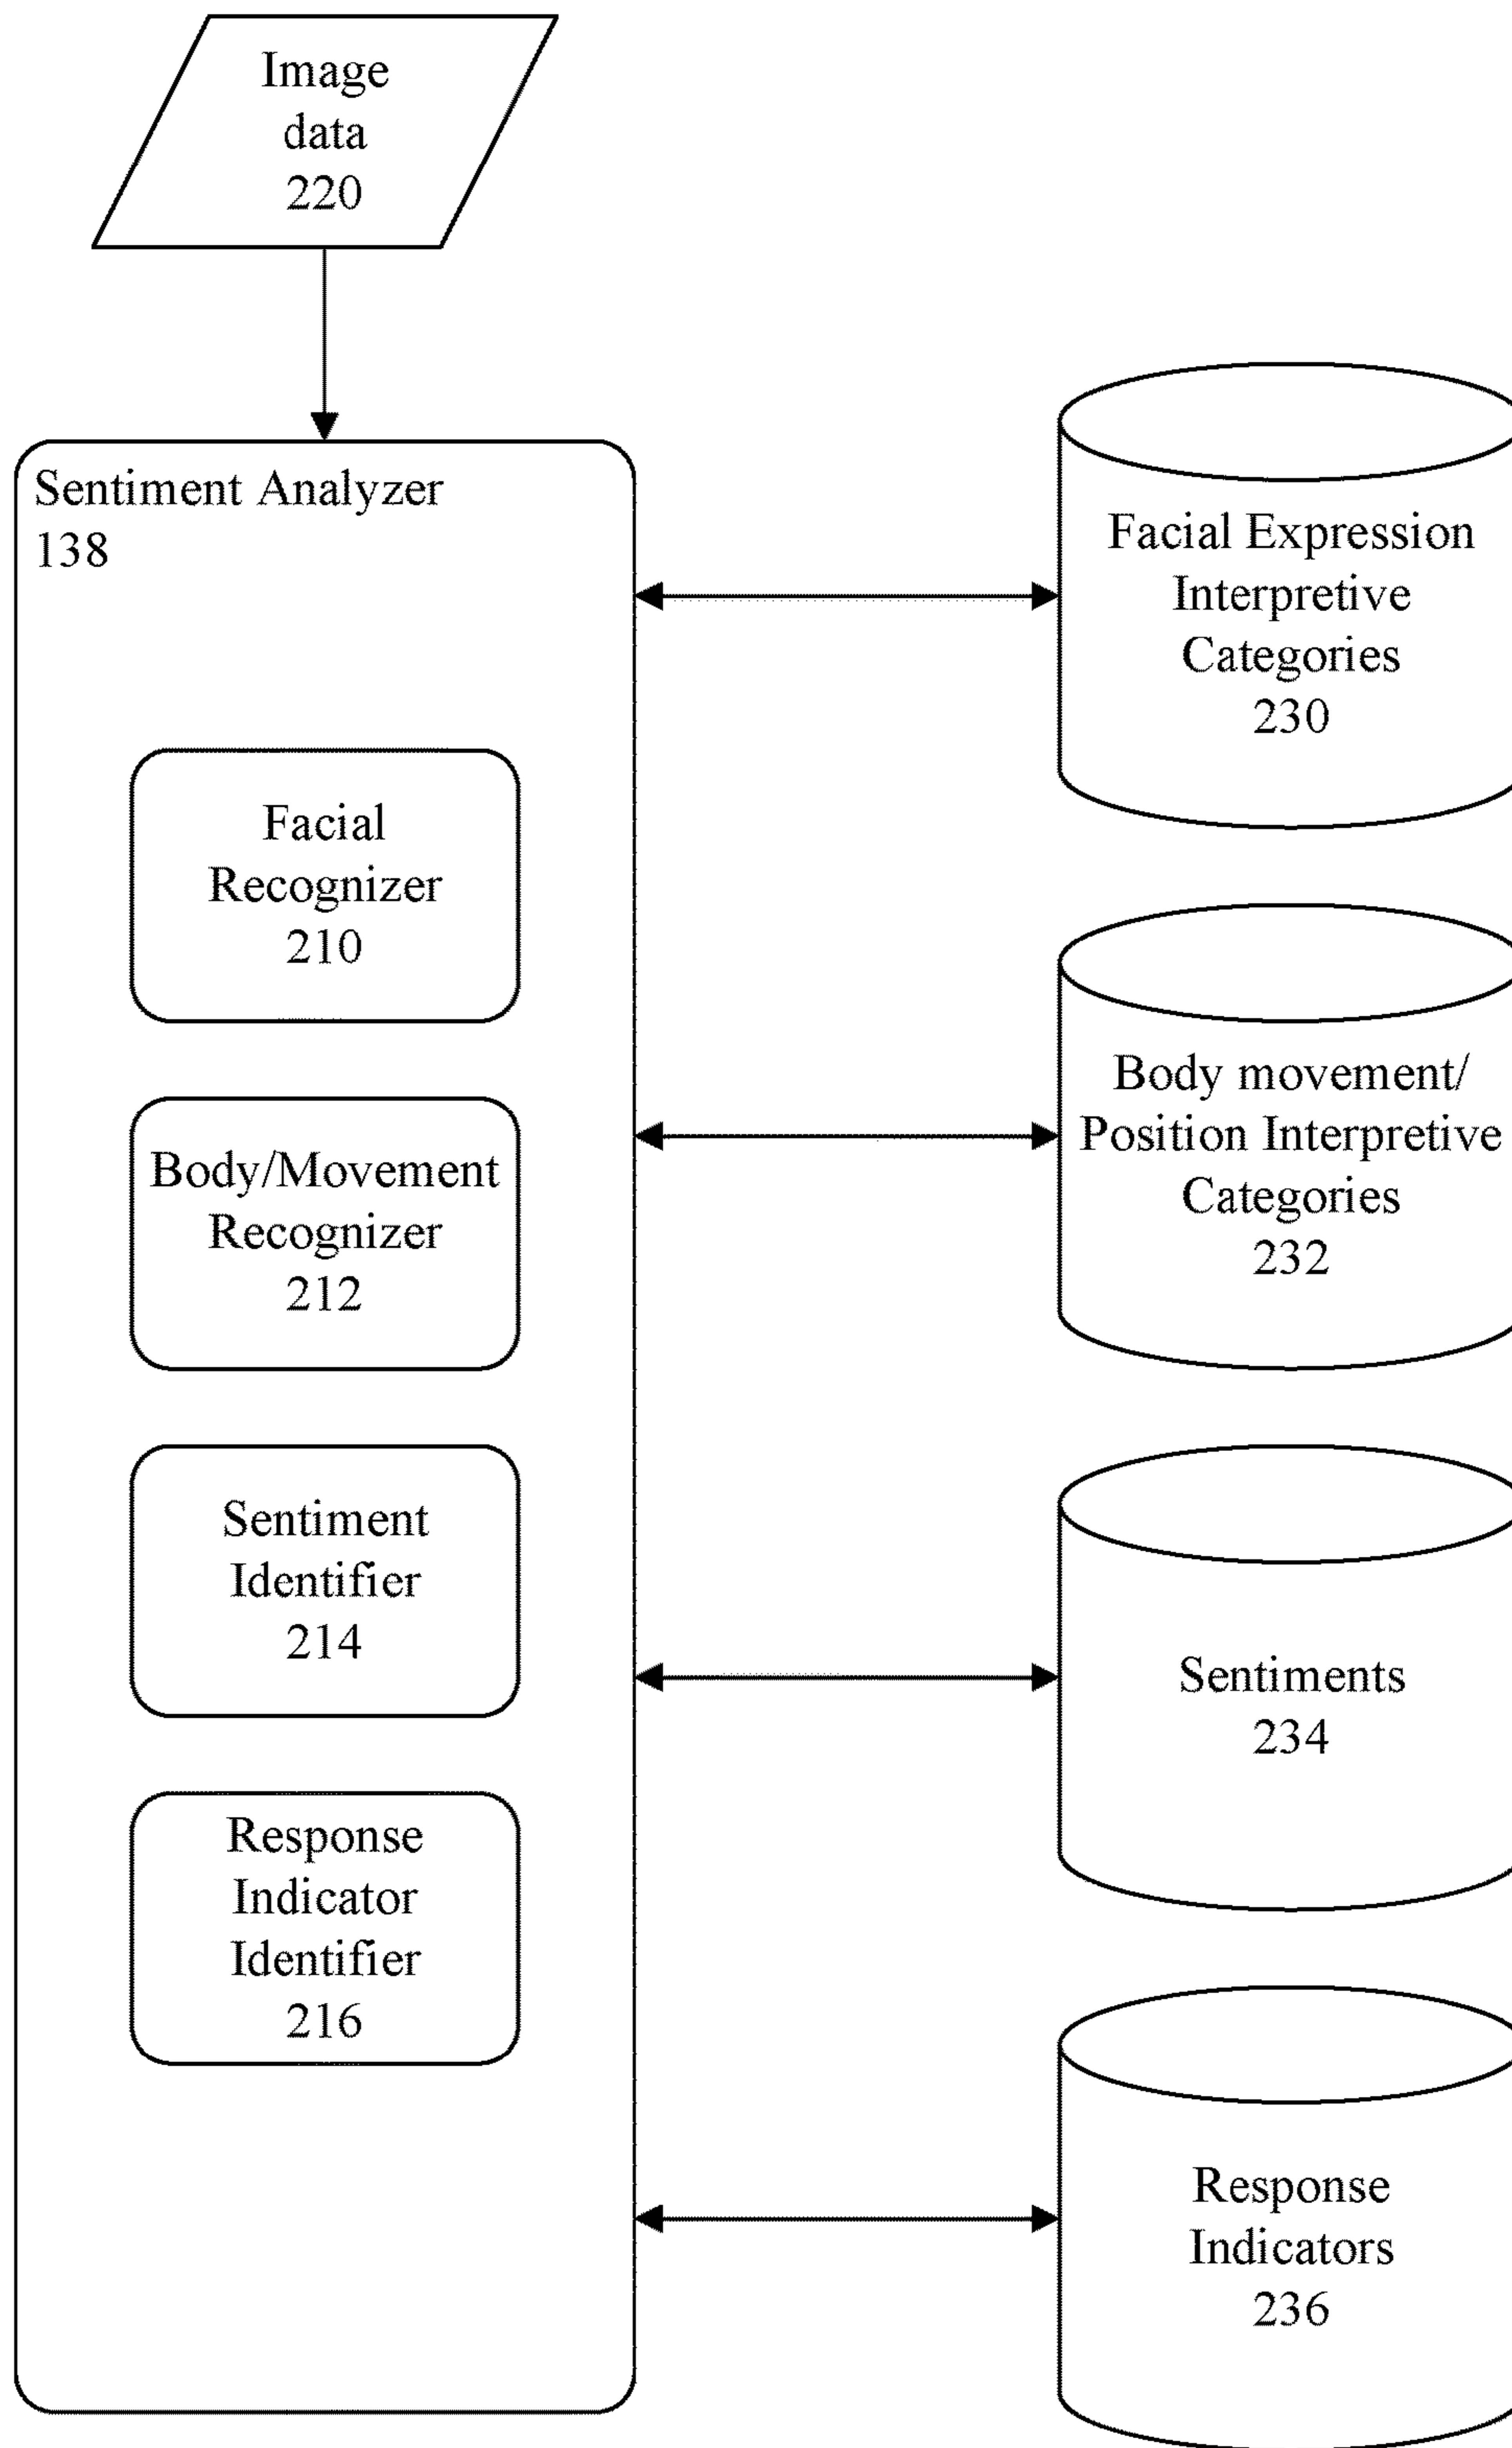 Image
data
220
Sentiment Analyzer
138
Facial
Recognizer
210
Body/Movement
Recognizer
212
Sentiment
Identifier
214
Response
Indicator
Identifier
216
Facial Expression
Interpretive
Categories
230
Body movement/
Position Interpretive
Categories
232
Sentiments
234
Response
Indicators
236